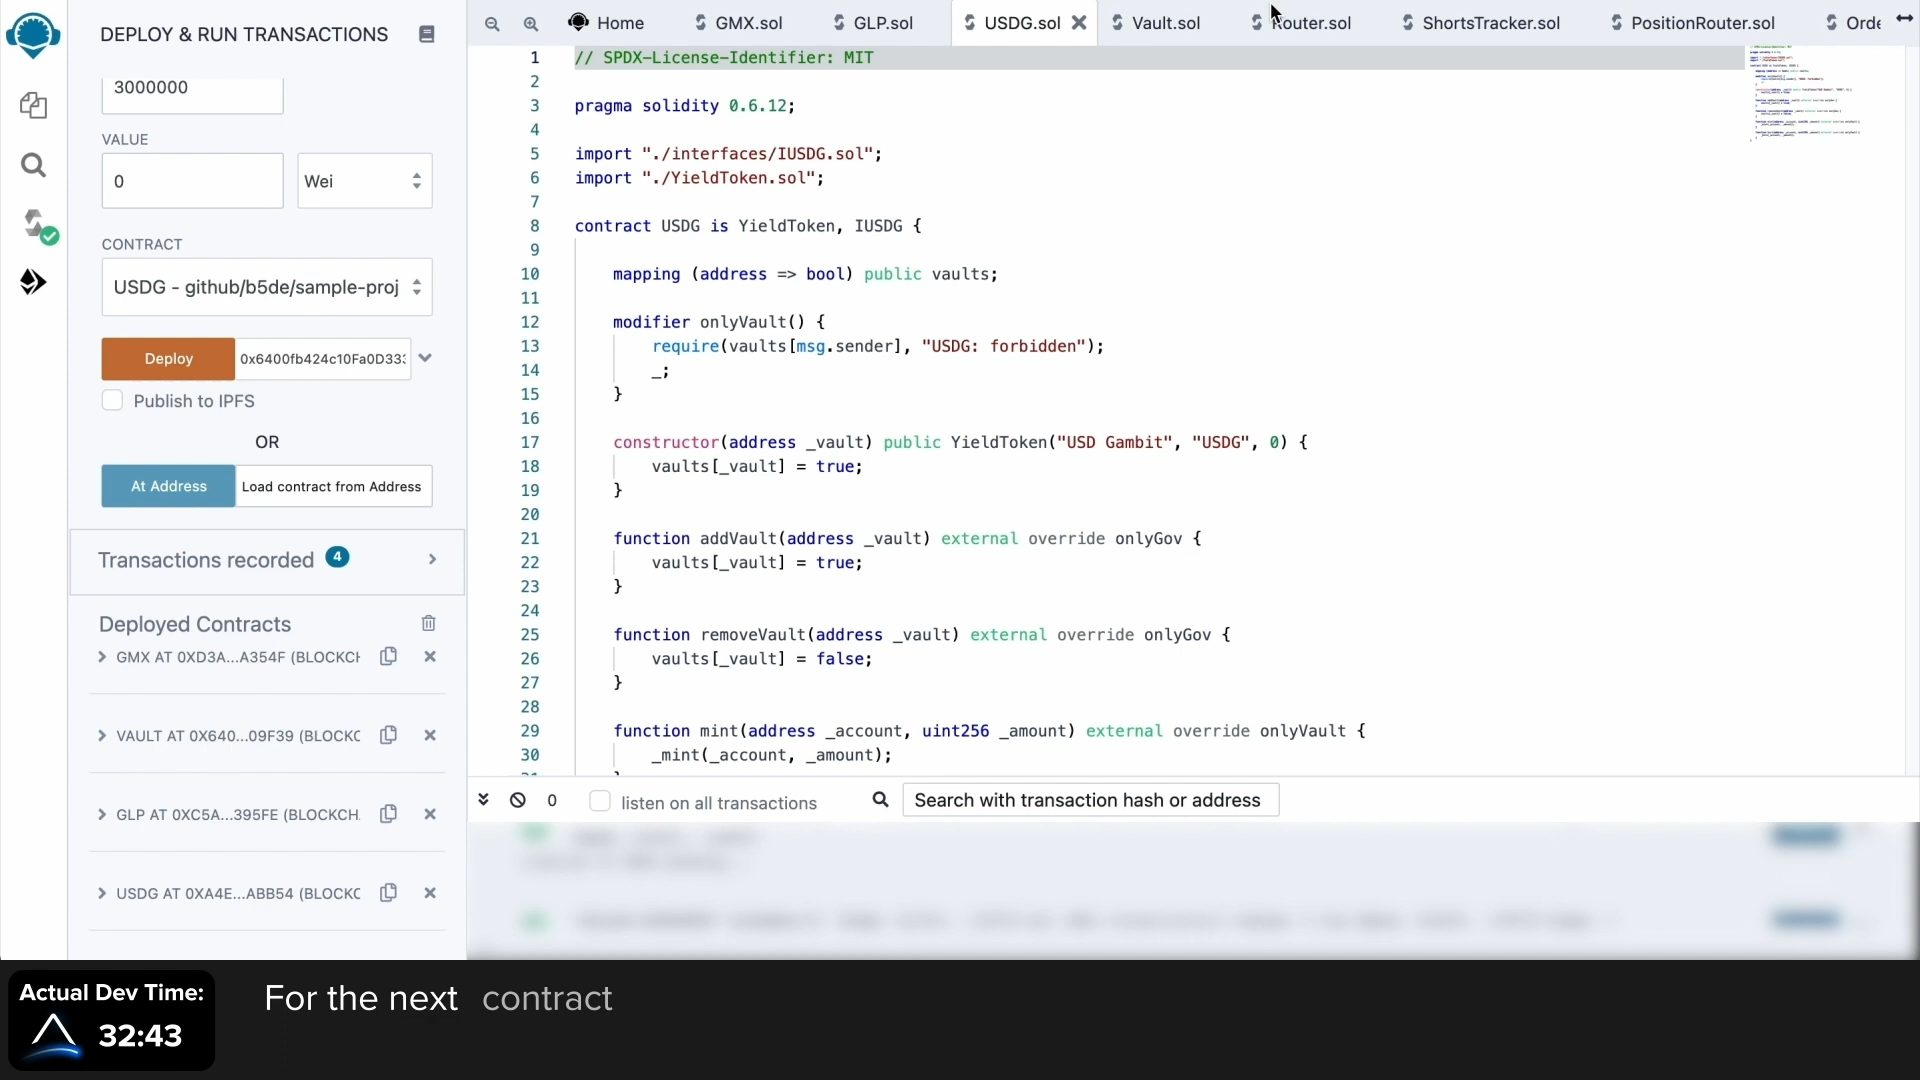 DEPLOY & RUN TRANSACTIONS
3000000
VALUE
0
Wei
CONTRACT
USDG - github/b5de/sample-proj
Deploy
0x6400fb424c10Fa0D333
Publish to IPFS
OR
At Address
Load contract from Address
Transactions recorded 4
Deployed Contracts
GMX AT 0XD3A...A354F (BLOCKCH
VAULT AT 0X640...09F39 (BLOCKC
GLP AT 0XC5A...395FE (BLOCKCH
USDG AT 0XA4E...ABB54 (BLOCKC
Home
GMX.sol
GLP.sol
USDG.sol
Vault.sol
Router.sol
ShortsTracker.sol
PositionRouter.sol
Orde
1 // SPDX-License-Identifier: MIT
2
3 pragma solidity 0.6.12;
4
5 import "./interfaces/IUSDG.sol";
6 import "./YieldToken.sol";
7
8 contract USDG is YieldToken, IUSDG {
9
10 mapping (address => bool) public vaults;
11
12 modifier onlyVault() {
13 require(vaults[msg.sender], "USDG: forbidden");
14 _;
15 }
16
17 constructor(address _vault) public YieldToken("USD Gambit", "USDG", 0) {
18 vaults[_vault] = true;
19 }
20
21 function addVault(address _vault) external override onlyGov {
22 vaults[_vault] = true;
23 }
24
25 function removeVault(address _vault) external override onlyGov {
26 vaults[_vault] = false;
27 }
28
29 function mint(address _account, uint256 _amount) external override onlyVault {
30 _mint(_account, _amount);
0
listen on all transactions
Search with transaction hash or address
Actual Dev Time:
32:43
For the next contract